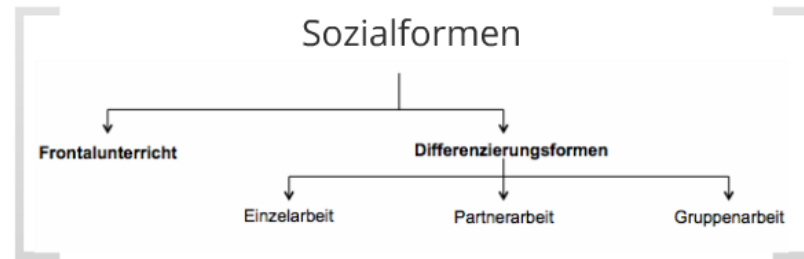 Sozialformen
Frontalunterricht
Differenzierungsformen
Einzelarbeit
Partnerarbeit
Gruppenarbeit